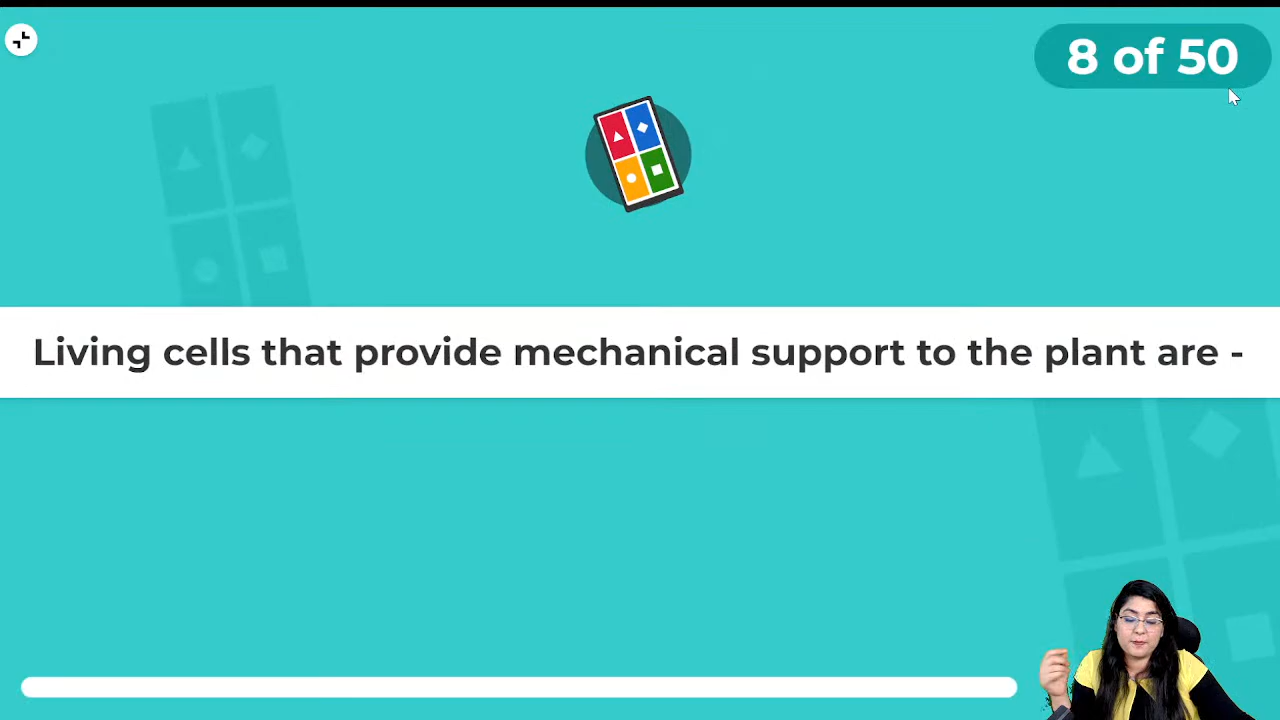 8 of 50
Living cells that provide mechanical support to the plant are -